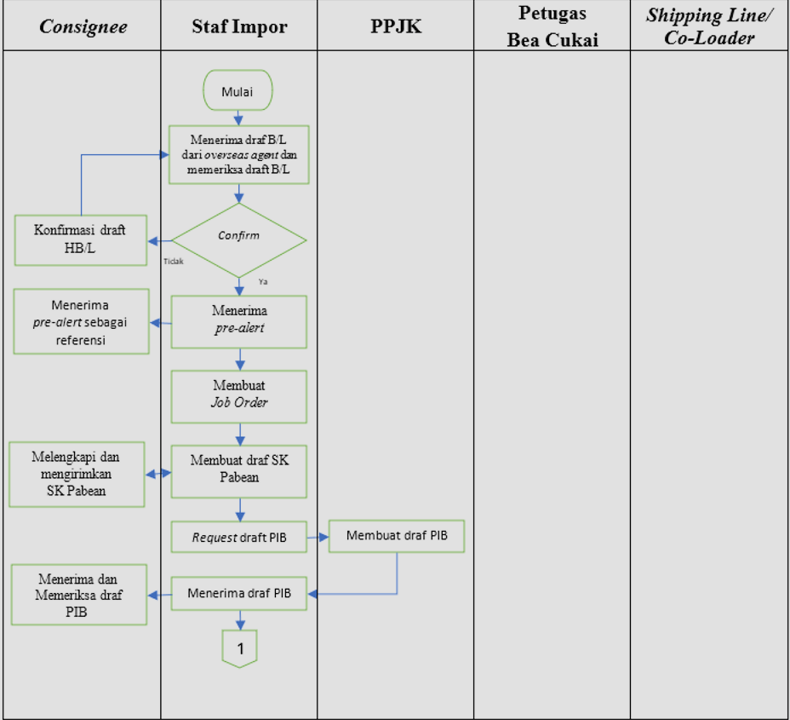 Consignee
Staf Impor
PPJK
Petugas
Bea Cukai
Shipping Line/
Co-Loader
Mulai
Menerima draf B/L
dari overseas agent dan
memeriksa draft B/L
Konfirmasi draft
HB/L
Confirm
Tidak
Ya
Menerima
pre-alert sebagai
referensi
Menerima
pre-alert
Membuat
Job Order
Melengkapi dan
mengirimkan
SK Pabean
Membuat draf SK
Pabean
Request draft PIB
Membuat draf PIB
Menerima dan
Memeriksa draf
PIB
Menerima draf PIB
1